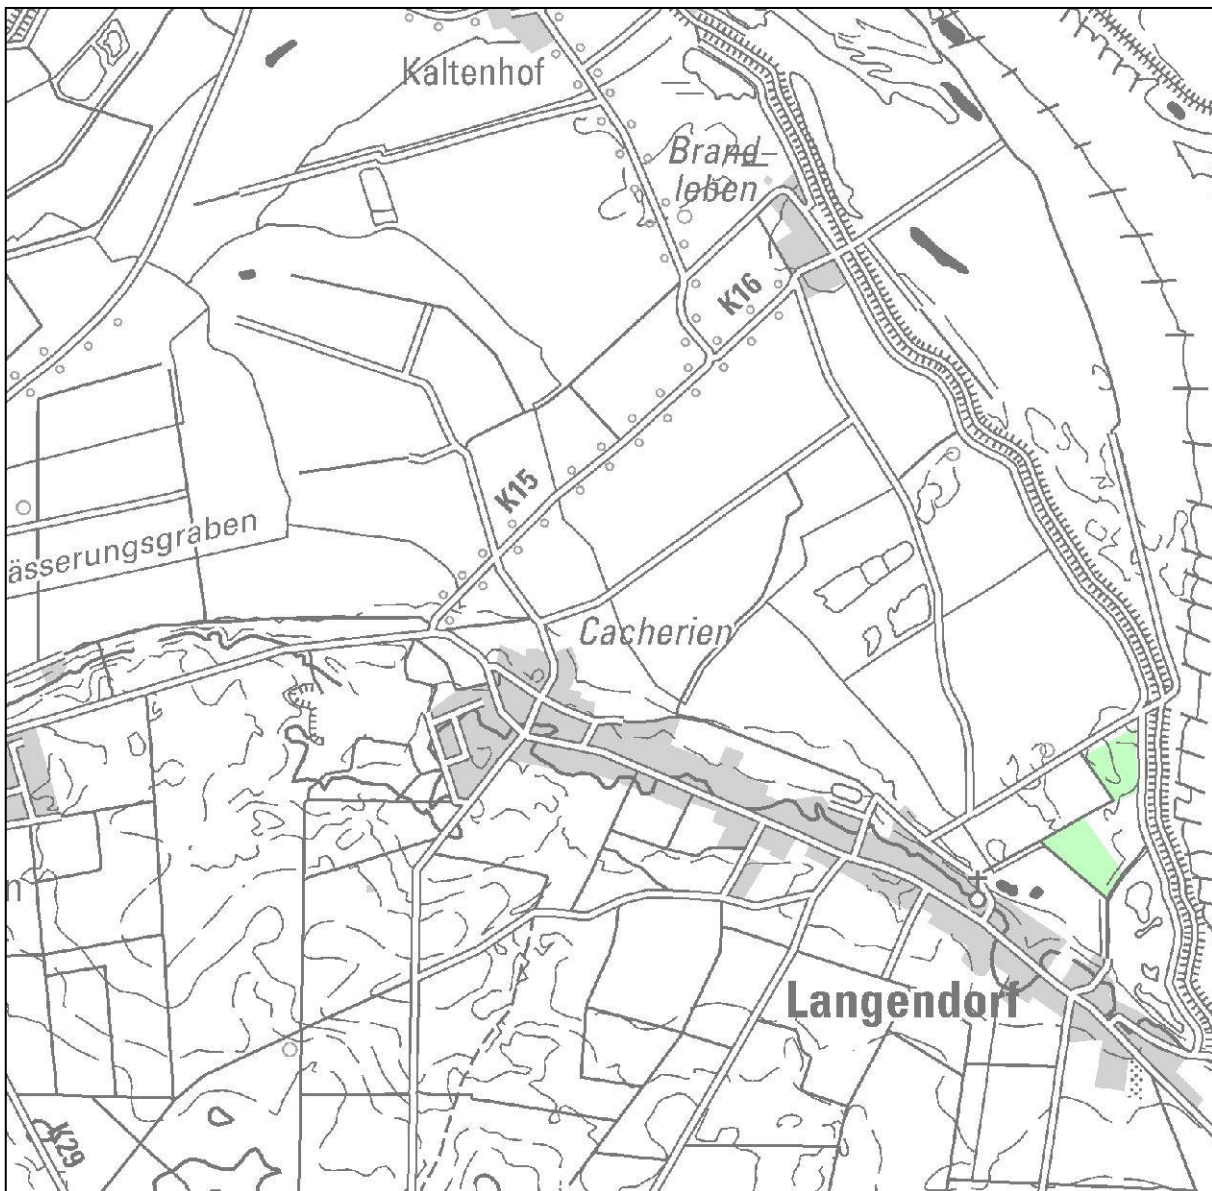 Kaltenhof
Brand-
leben
K16
K15
ässerungsgraben
Cacherien
n
Langendorf
K29